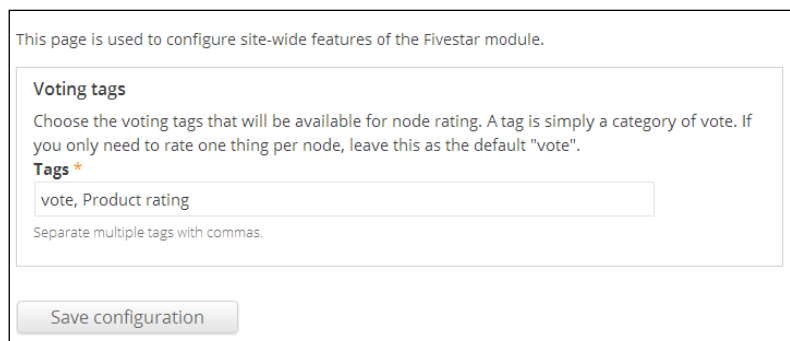 This page is used to configure site-wide features of the Fivestar module.
Voting tags
Choose the voting tags that will be available for node rating. A tag is simply a category of vote. If
you only need to rate one thing per node, leave this as the default "vote".
Tags *
vote, Product rating
Separate multiple tags with commas.
Save configuration